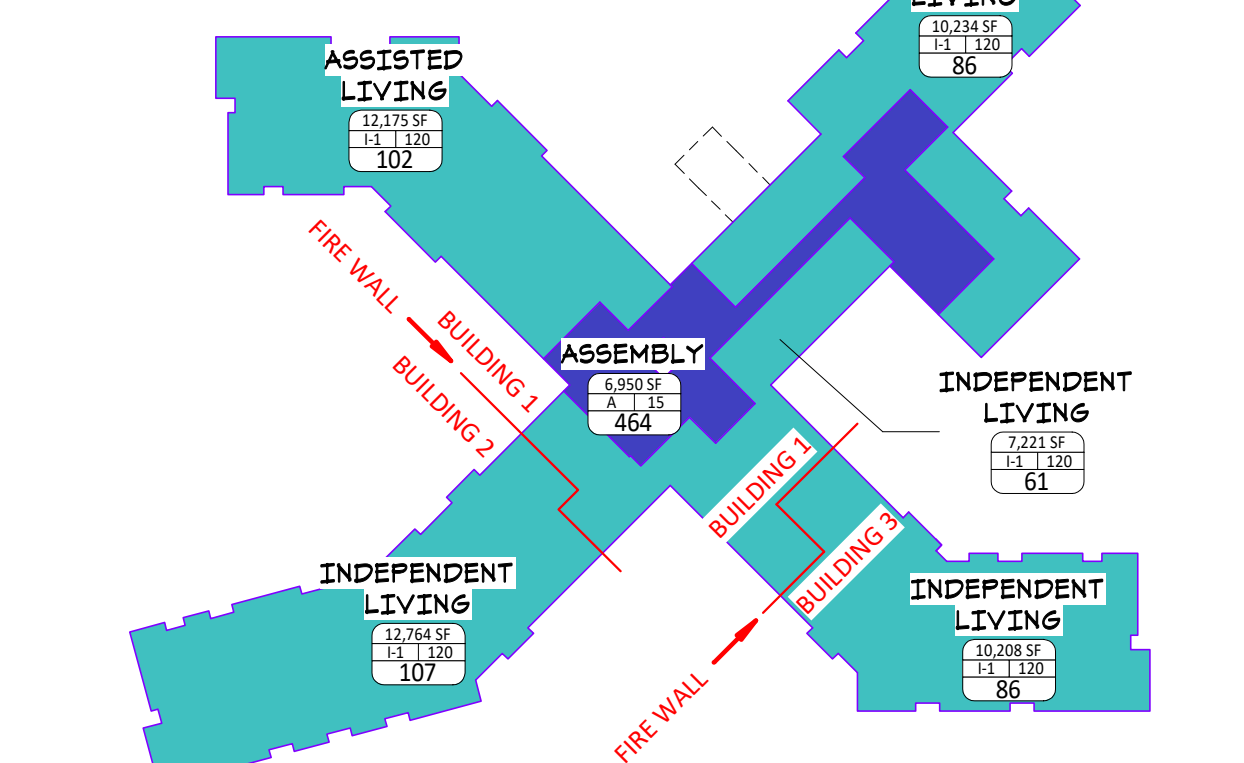 LIVING
10,234 SF
I-1 120
86
ASSISTED
LIVING
12,175 SF
I-1 120
102
FIRE WALL
BUILDING 1
BUILDING 2
ASSEMBLY
6,950 SF
A 15
464
INDEPENDENT
LIVING
7,221 SF
I-1 120
61
BUILDING 1
BUILDING 3
FIRE WALL
INDEPENDENT
LIVING
12,764 SF
I-1 120
107
INDEPENDENT
LIVING
10,208 SF
I-1 120
86